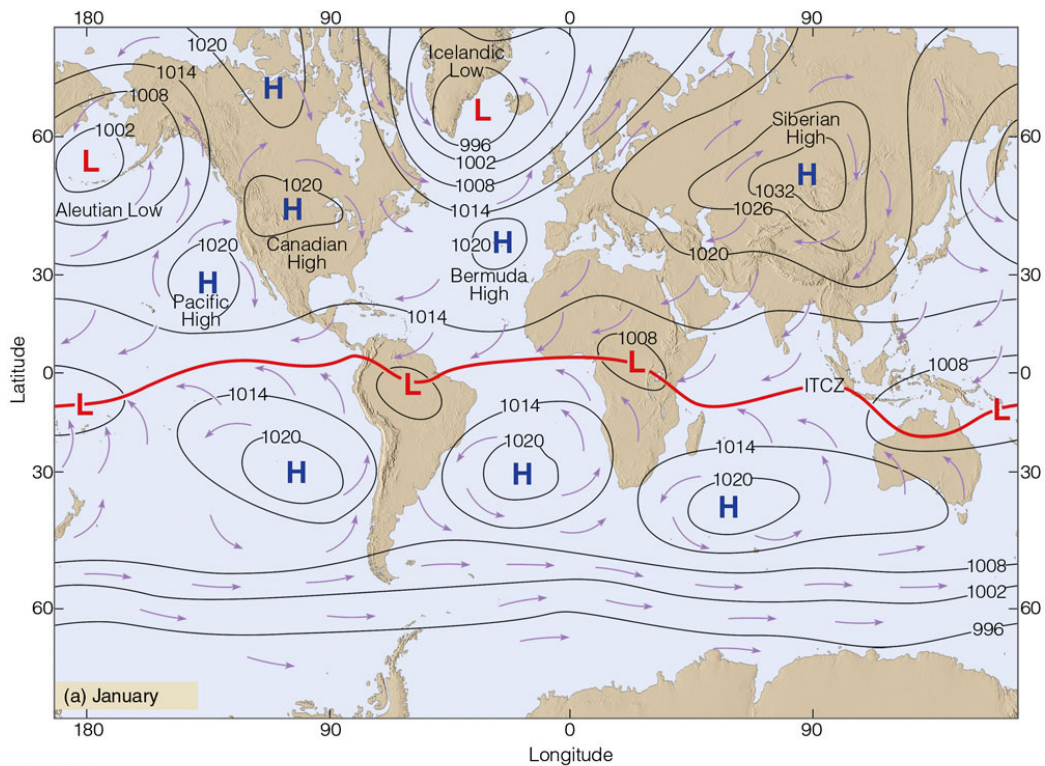 180 90 0 90
1020
Icelandic
Low
1014
H
1008
L
Siberian
High
60 1002 60
996
L
1002
H
1020
1032
1008
H
1026
Aleutian Low
1014
1020
Canadian
High
1020
H
1020
H
Bermuda
High
30 30
Pacific
High
1014
1008
L
1008
0 0
L
ITCZ
L
L
1014
1014
1020
1020
1014
H
H
30 30
1020
H
1008
1002
60 60
996
Latitude
(a) January
180 90 0 90
Longitude